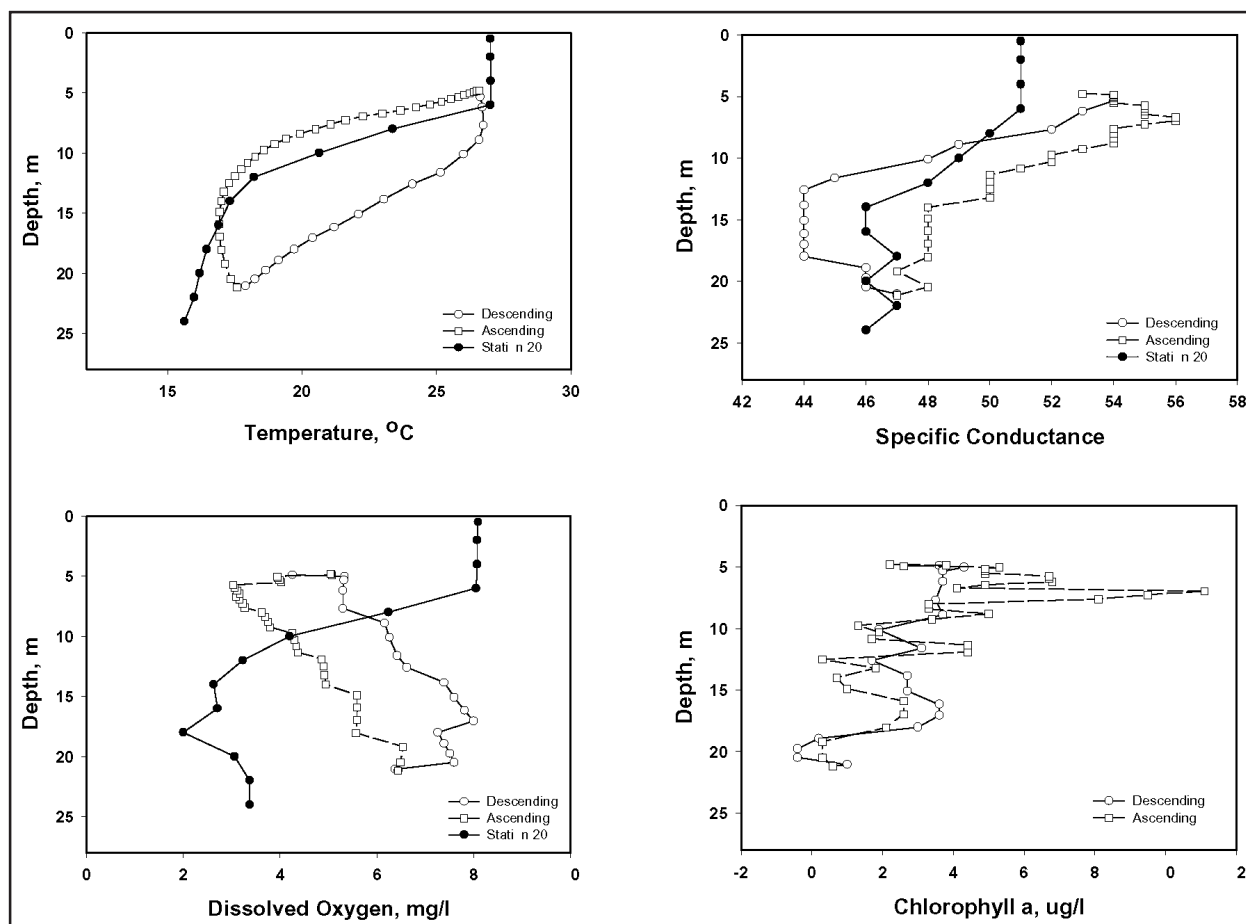 0
5
10
15
20
25
Depth, m
15 20 25 30
Temperature, °C
Descending
Ascending
Stati n 20
0
5
10
15
20
25
Depth, m
42 44 46 48 50 52 54 56 58
Specific Conductance
Descending
Ascending
Stati n 20
0
5
10
15
20
25
Depth, m
0 2 4 6 8 0
Dissolved Oxygen, mg/l
Descending
Ascending
Stati n 20
0
5
10
15
20
25
Depth, m
-2 0 2 4 6 8 0 2
Chlorophyll a, ug/l
Descending
Ascending